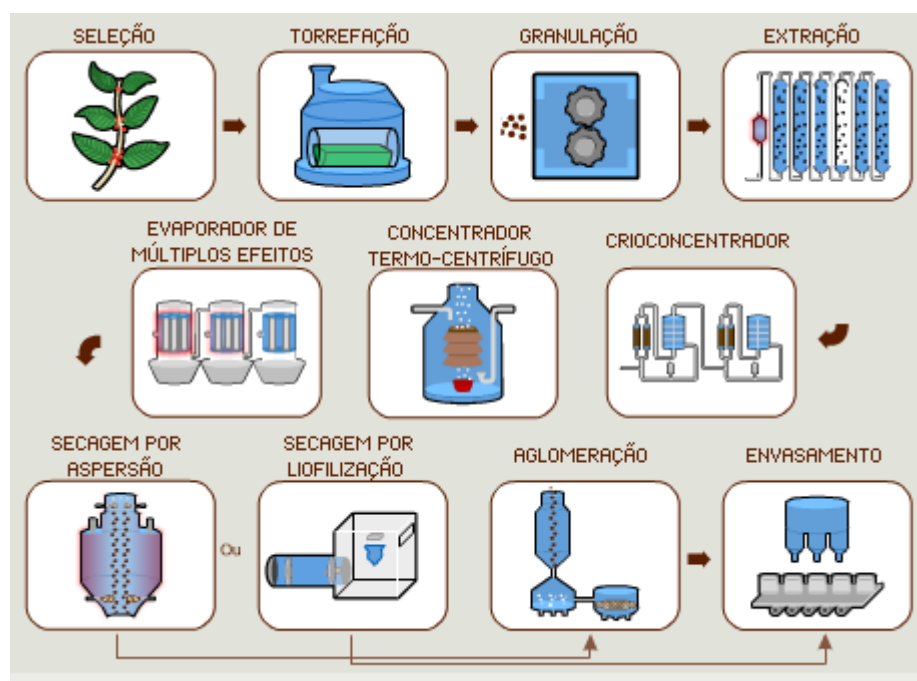 SELEÇÃO
TORREFAÇÃO
GRANULAÇÃO
EXTRAÇÃO
EVAPORADOR DE
MÚLTIPLOS EFEITOS
CONCENTRADOR
TERMO-CENTRÍFUGO
CRIOCONCENTRADOR
SECAGEM POR
ASPERSÃO
Ou
SECAGEM POR
LIOFILIZAÇÃO
AGLOMERAÇÃO
ENVASAMENTO